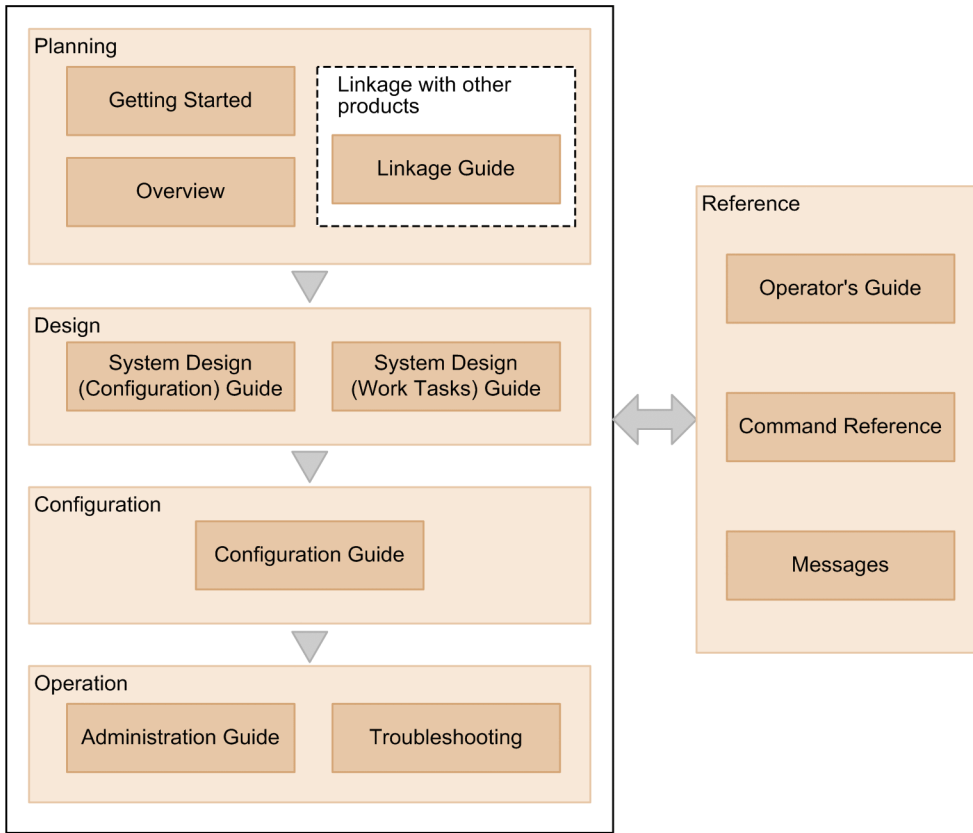 Planning
Getting Started
Overview
Linkage with other
products
Linkage Guide
Design
System Design
(Configuration) Guide
System Design
(Work Tasks) Guide
Configuration
Configuration Guide
Operation
Administration Guide
Troubleshooting
Reference
Operator's Guide
Command Reference
Messages